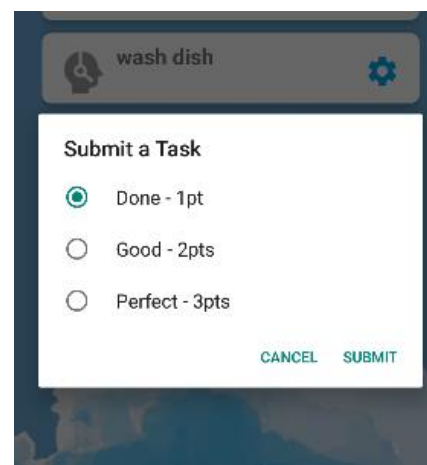 wash dish
Submit a Task
Done - 1pt
Good - 2pts
Perfect - 3pts
CANCEL SUBMIT